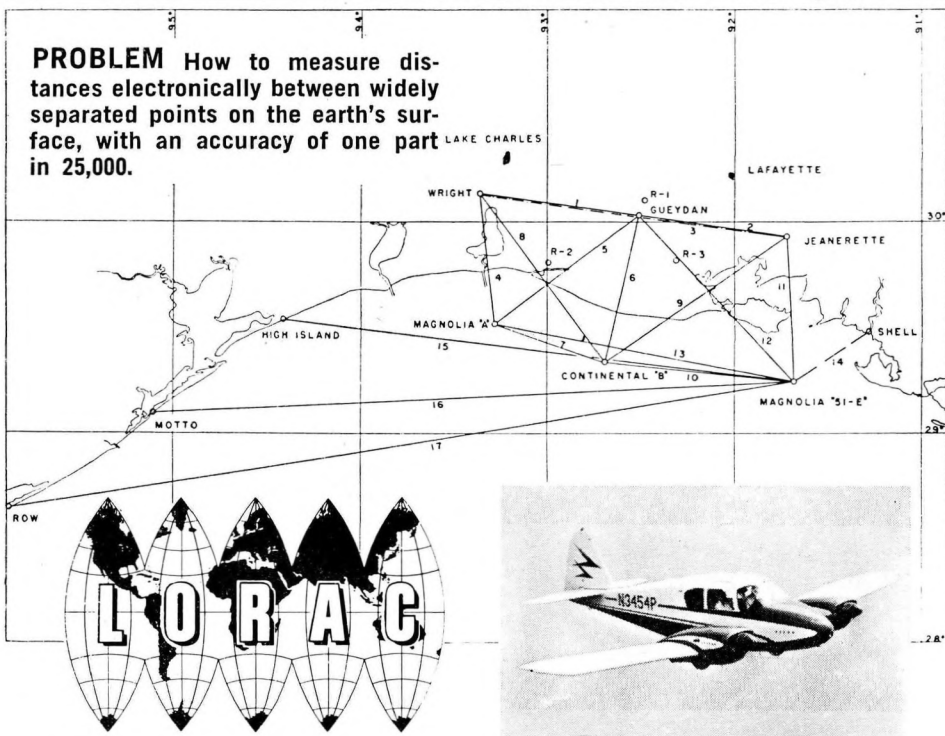 95°
94°
93°
92°
91°
PROBLEM How to measure dis-
tances electronically between widely
separated points on the earth's sur-
face, with an accuracy of one part
in 25,000.
LAKE CHARLES
LAFAYETTE
WRIGHT
1
R-1
GUEYDAN
3
2
30°
JEANERETTE
8
R-2
5
R-3
4
6
9
11
MAGNOLIA "A"
SHELL
HIGH ISLAND
15
7
13
12
14
CONTINENTAL "B"
10
MAGNOLIA "51-E"
16
MOTTO
29°
17
ROW
LORAC
N3454P
28°